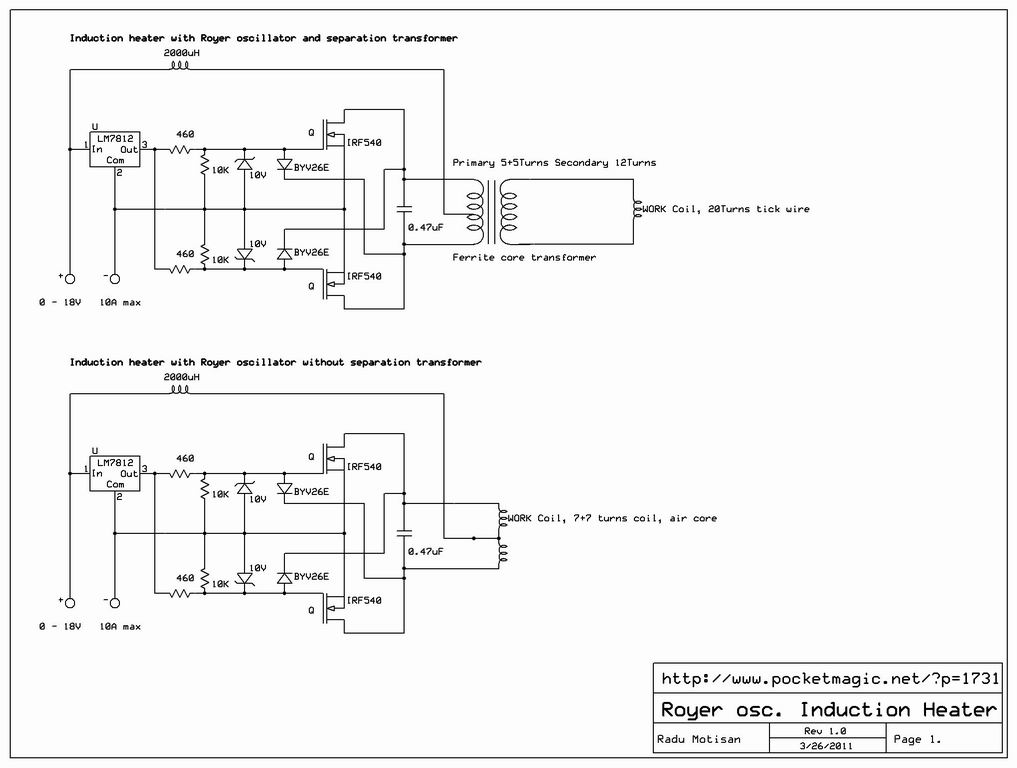 Induction heater with Royer oscillator and separation transformer
2000uH
U
LM7812
1 In Out 3
Com
2
460
10K
10V
BYV26E
Q
IRF540
Primary 5+5Turns Secondary 12Turns
WORK Coil, 20Turns tick wire
0.47uF
Ferrite core transformer
460
10K
10V
BYV26E
Q
IRF540
+ -
0 - 18V 10A max
Induction heater with Royer oscillator without separation transformer
2000uH
U
LM7812
1 In Out 3
Com
2
460
10K
10V
BYV26E
Q
IRF540
WORK Coil, 7+7 turns coil, air core
0.47uF
460
10K
10V
BYV26E
Q
IRF540
+ -
0 - 18V 10A max
http://www.pocketmagic.net/?p=1731
Royer osc. Induction Heater
Radu Motisan
Rev 1.0
3/26/2011
Page 1.